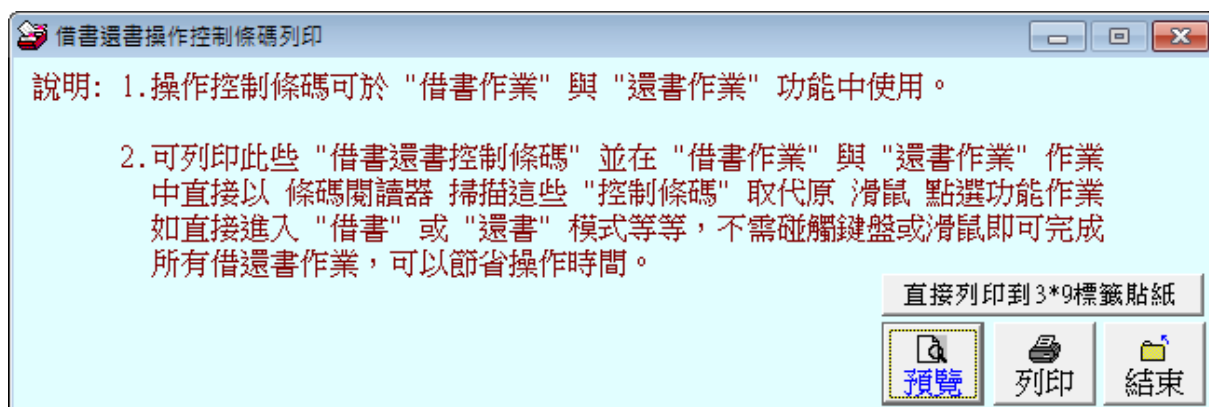 借書還書操作控制條碼列印
說明: 1.操作控制條碼可於 "借書作業" 與 "還書作業" 功能中使用。
2.可列印此些 "借書還書控制條碼" 並在 "借書作業" 與 "還書作業" 作業
中直接以 條碼閱讀器 掃描這些 "控制條碼" 取代原 滑鼠 點選功能作業
如直接進入 "借書" 或 "還書" 模式等等，不需碰觸鍵盤或滑鼠即可完成
所有借還書作業，可以節省操作時間。
直接列印到3*9標籤貼紙
預覽
列印
結束